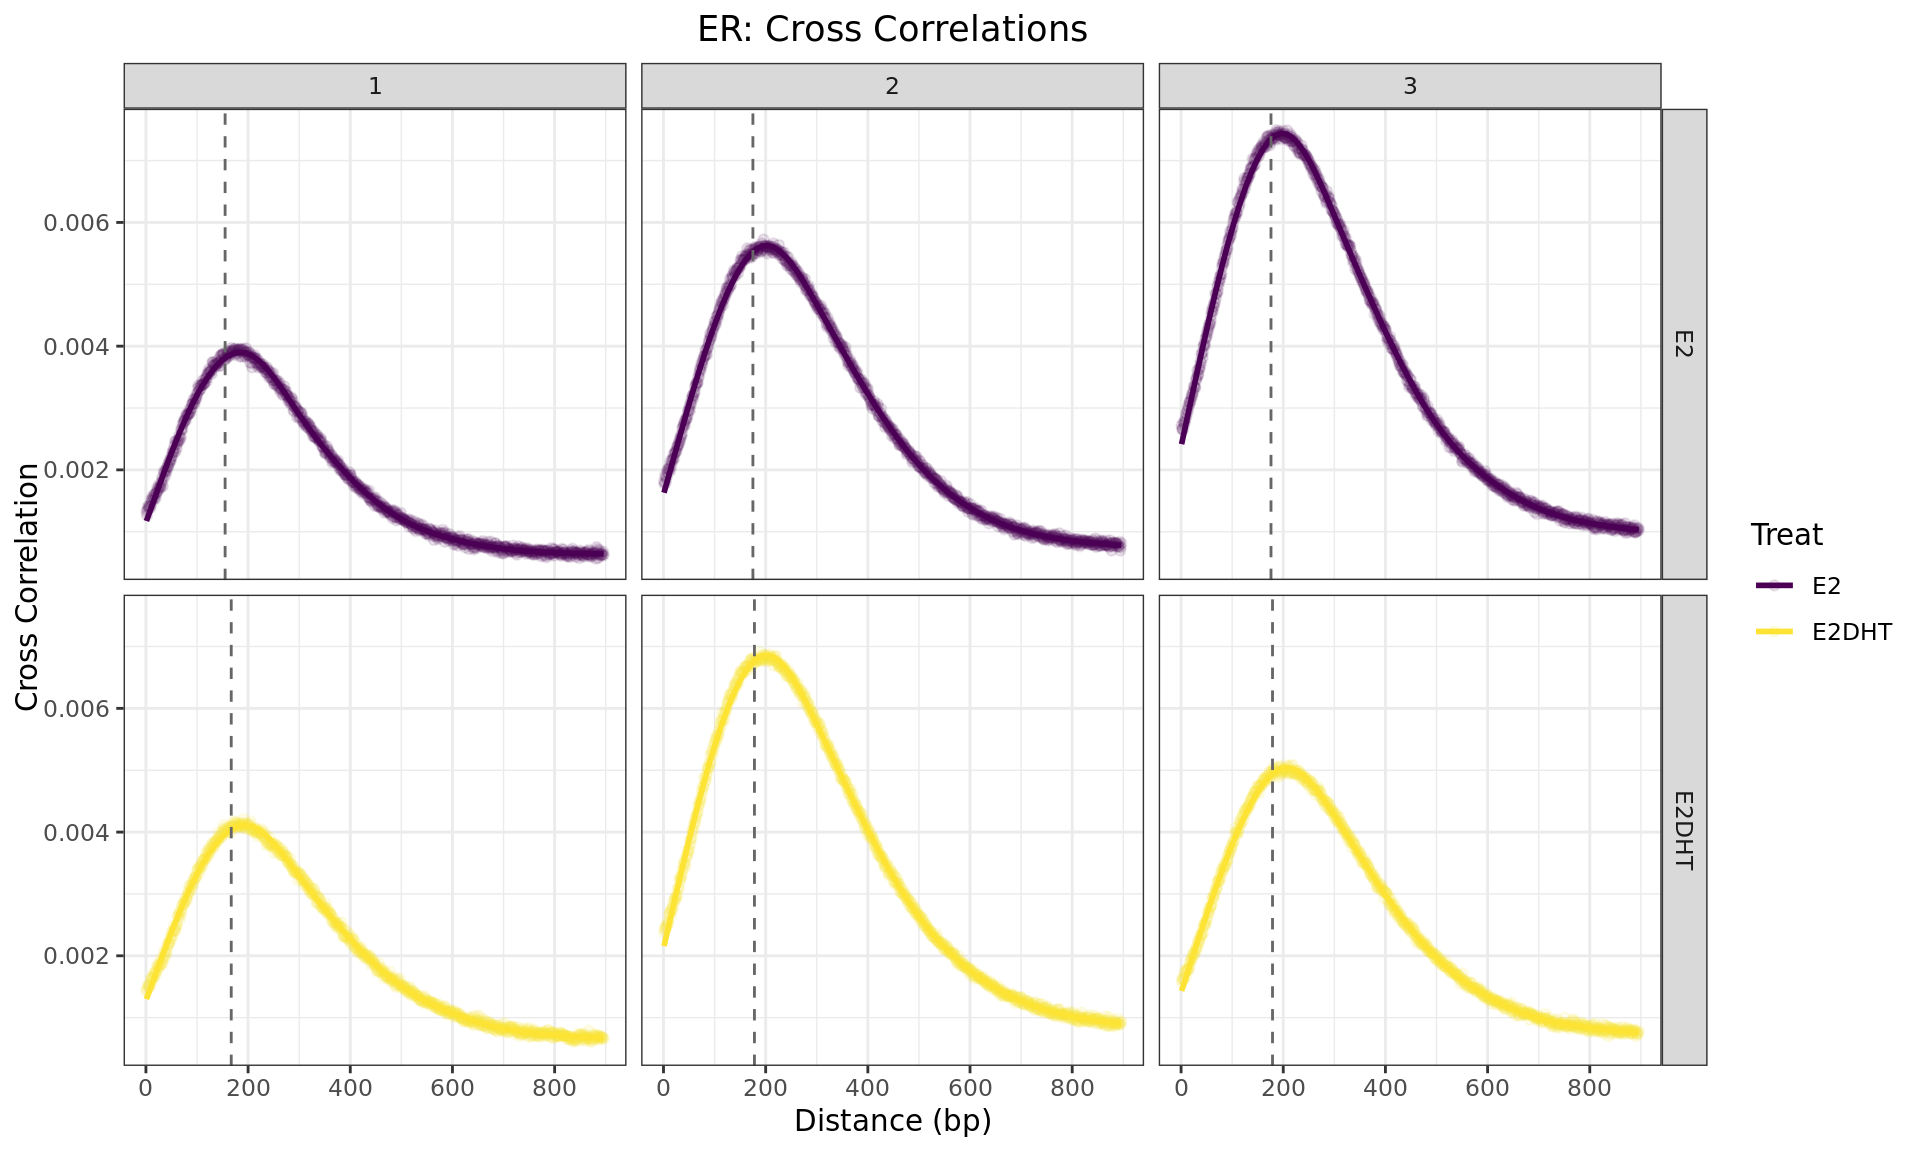 ER: Cross Correlations
1
2
3
0.006
0.004
0.002
E2
0.006
0.004
0.002
E2DHT
Cross Correlation
0 200 400 600 800
0 200 400 600 800
0 200 400 600 800
Distance (bp)
Treat
E2
E2DHT